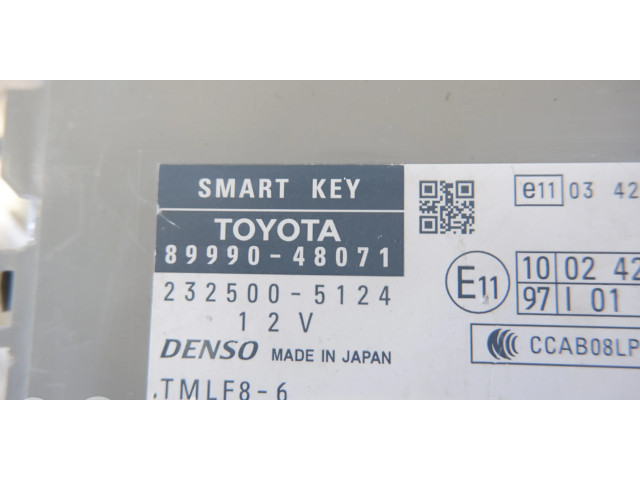 SMART KEY
TOYOTA
89990-48071
232500-5124
12V
DENSO MADE IN JAPAN
TMLF8-6
e11 03 42
E11
10 02 42
97 I 01
CCAB08LP